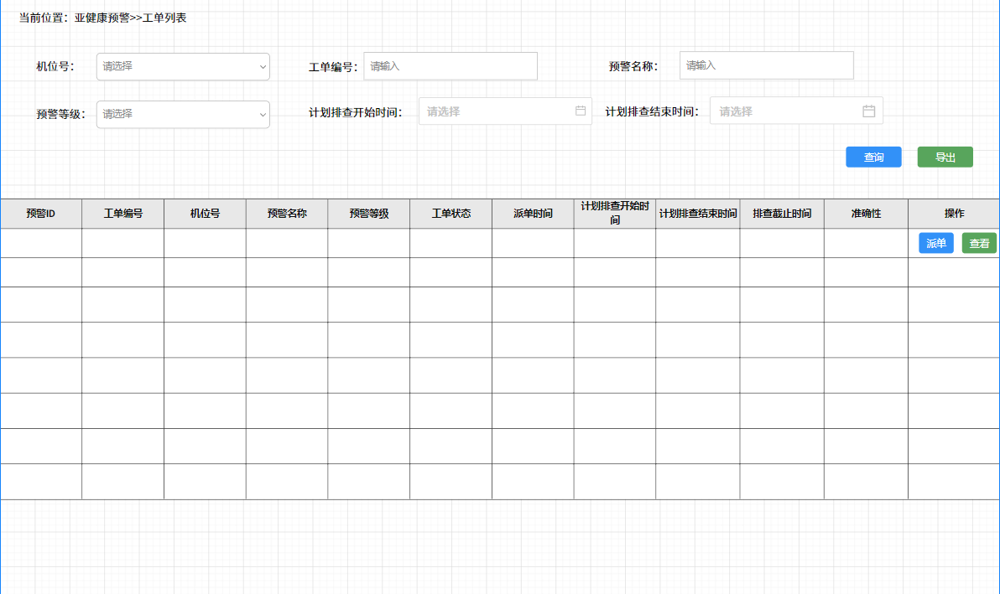 当前位置：亚健康预警>>工单列表
机位号： 请选择 工单编号： 请输入 预警名称： 请输入
预警等级： 请选择 计划排查开始时间： 请选择 计划排查结束时间： 请选择
查询 导出
预警ID 工单编号 机位号 预警名称 预警等级 工单状态 派单时间 计划排查开始时间 计划排查结束时间 排查截止时间 准确性 操作
派单 查看